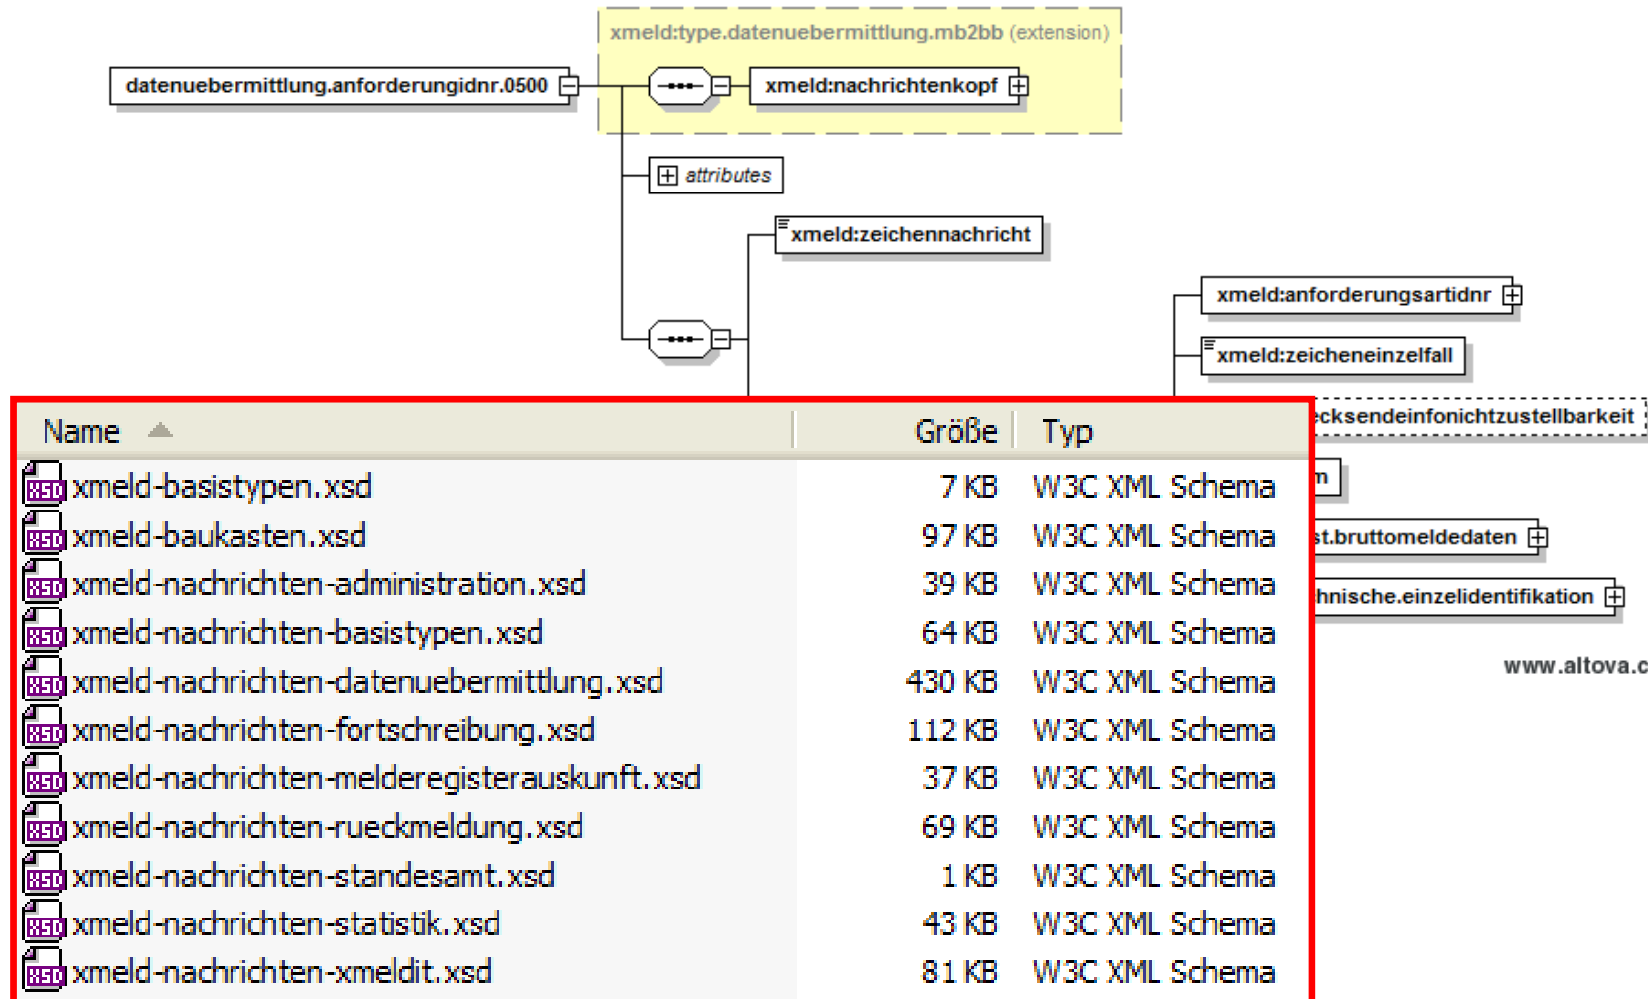 xmeld:type.datenuebermittlung.mb2bb (extension)
datenuebermittlung.anforderungidnr.0500
xmeld:nachrichtenkopf
attributes
xmeld:zeichennachricht
xmeld:anforderungsartidnr
xmeld:zeicheneinzelfall
ecksendeinfonichtzustellbarkeit
st.bruttomeldedaten
hnische.einzelidentifikation
www.altova.c
Name Größe Typ
xmeld-basistypen.xsd 7 KB W3C XML Schema
xmeld-baukasten.xsd 97 KB W3C XML Schema
xmeld-nachrichten-administration.xsd 39 KB W3C XML Schema
xmeld-nachrichten-basistypen.xsd 64 KB W3C XML Schema
xmeld-nachrichten-datenuebermittlung.xsd 430 KB W3C XML Schema
xmeld-nachrichten-fortschreibung.xsd 112 KB W3C XML Schema
xmeld-nachrichten-melderegisterauskunft.xsd 37 KB W3C XML Schema
xmeld-nachrichten-rueckmeldung.xsd 69 KB W3C XML Schema
xmeld-nachrichten-standesamt.xsd 1 KB W3C XML Schema
xmeld-nachrichten-statistik.xsd 43 KB W3C XML Schema
xmeld-nachrichten-xmeldit.xsd 81 KB W3C XML Schema